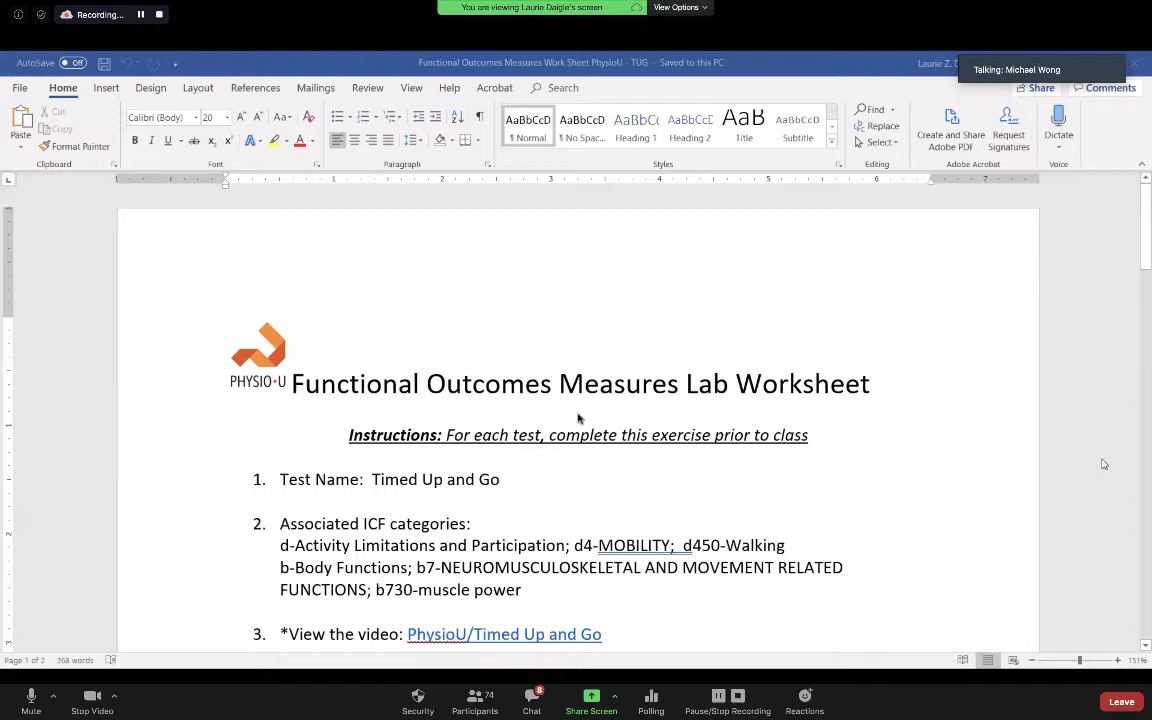 Recording...
You are viewing Laurie Daigle's screen
View Options
AutoSave Off
Functional Outcomes Measures Work Sheet PhysioU - TUG - Saved to this PC
Laurie Z. D
Talking: Michael Wong
File Home Insert Design Layout References Mailings Review View Help Acrobat Search
Share Comments
Paste
Cut
Copy
Format Painter
Calibri (Body) 20
AaBbCcD AaBbCcD AaBbCc AaBbCcD AaB AaBbCcD
¶ Normal ¶ No Spac... Heading 1 Heading 2 Title Subtitle
Find
Replace
Select
Create and Share Adobe PDF
Request Signatures
Dictate
Clipboard Font Paragraph Styles Editing Adobe Acrobat Voice
1 2 3 4 5 6 7
PHYSIO•U
Functional Outcomes Measures Lab Worksheet
Instructions: For each test, complete this exercise prior to class
1. Test Name: Timed Up and Go
2. Associated ICF categories:
d-Activity Limitations and Participation; d4-MOBILITY; d450-Walking
b-Body Functions; b7-NEUROMUSCULOSKELETAL AND MOVEMENT RELATED
FUNCTIONS; b730-muscle power
3. *View the video: PhysioU/Timed Up and Go
Page 1 of 2 268 words
151%
Mute Stop Video Security Participants 74 Chat 8 Share Screen Polling Pause/Stop Recording Reactions Leave